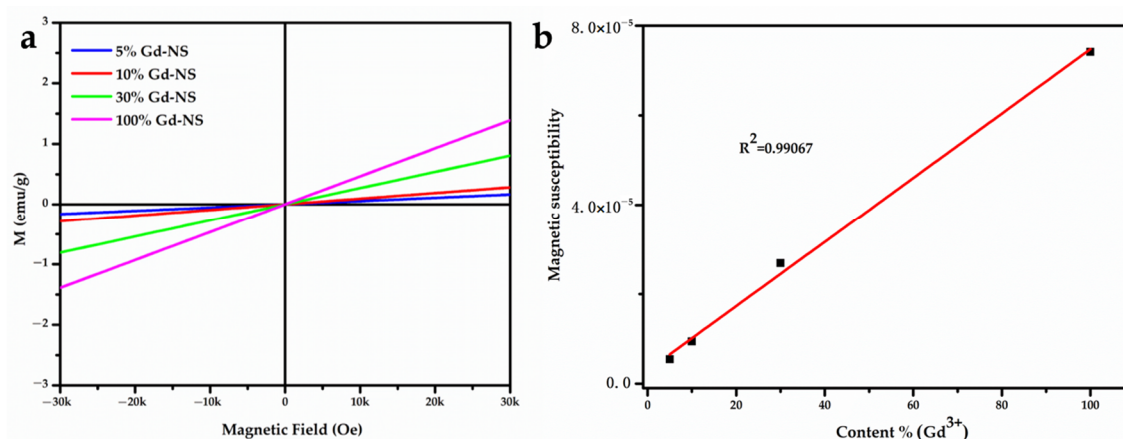 a
5% Gd-NS
10% Gd-NS
30% Gd-NS
100% Gd-NS
3
2
1
0
−1
−2
−3
M (emu/g)
−30k −20k −10k 0 10k 20k 30k
Magnetic Field (Oe)
b
8.0×10⁻⁵
4.0×10⁻⁵
0.0
Magnetic susceptibility
R²=0.99067
0 20 40 60 80 100
Content % (Gd³⁺)